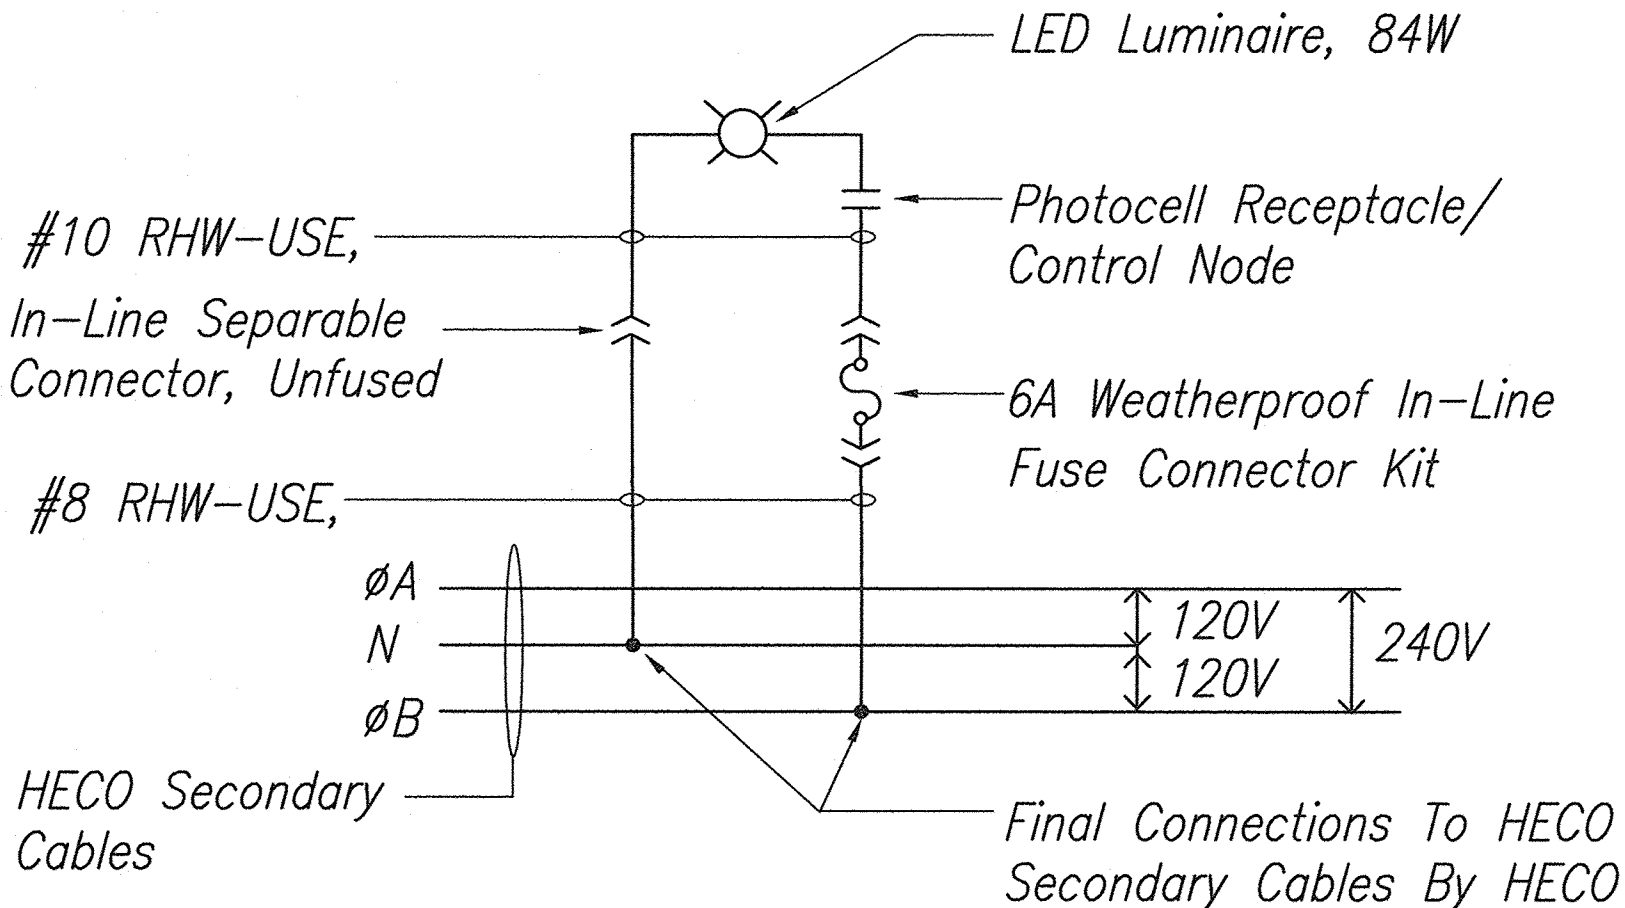 LED Luminaire, 84W
Photocell Receptacle/
Control Node
#10 RHW-USE,
In-Line Separable
Connector, Unfused
6A Weatherproof In-Line
Fuse Connector Kit
#8 RHW-USE,
øA
N
øB
120V
120V
240V
HECO Secondary
Cables
Final Connections To HECO
Secondary Cables By HECO